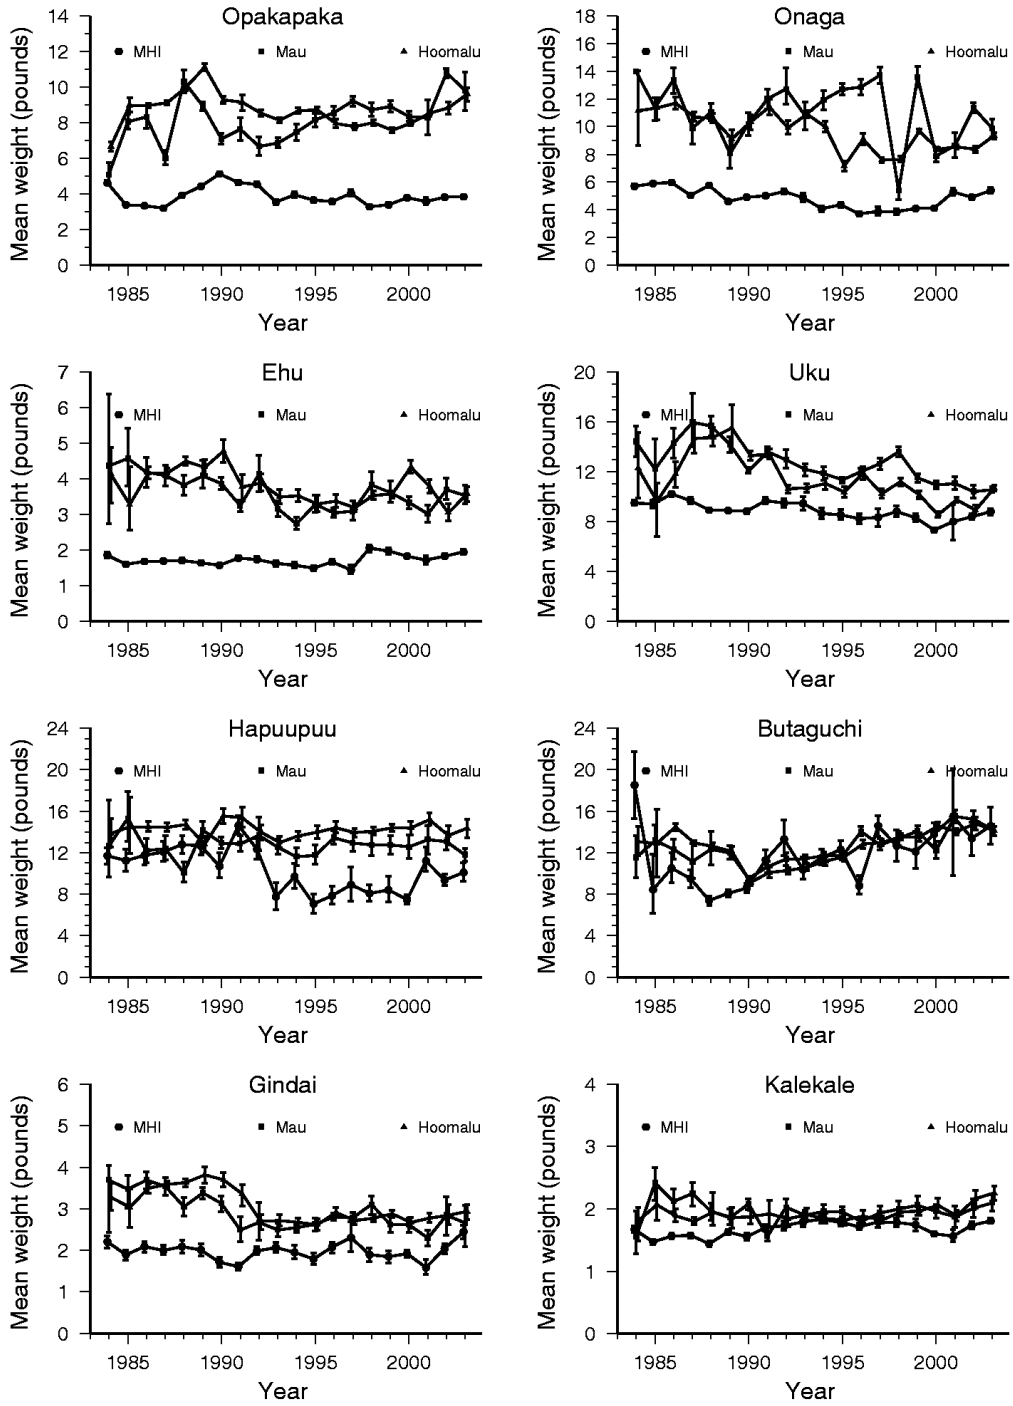 Opakapaka
MHI Mau Hoomalu
Mean weight (pounds)
14
12
10
8
6
4
2
0
1985 1990 1995 2000
Year
Onaga
MHI Mau Hoomalu
Mean weight (pounds)
18
16
14
12
10
8
6
4
2
0
1985 1990 1995 2000
Year
Ehu
MHI Mau Hoomalu
Mean weight (pounds)
7
6
5
4
3
2
1
0
1985 1990 1995 2000
Year
Uku
MHI Mau Hoomalu
Mean weight (pounds)
20
16
12
8
4
0
1985 1990 1995 2000
Year
Hapuupuu
MHI Mau Hoomalu
Mean weight (pounds)
24
20
16
12
8
4
0
1985 1990 1995 2000
Year
Butaguchi
MHI Mau Hoomalu
Mean weight (pounds)
24
20
16
12
8
4
0
1985 1990 1995 2000
Year
Gindai
MHI Mau Hoomalu
Mean weight (pounds)
6
5
4
3
2
1
0
1985 1990 1995 2000
Year
Kalekale
MHI Mau Hoomalu
Mean weight (pounds)
4
3
2
1
0
1985 1990 1995 2000
Year